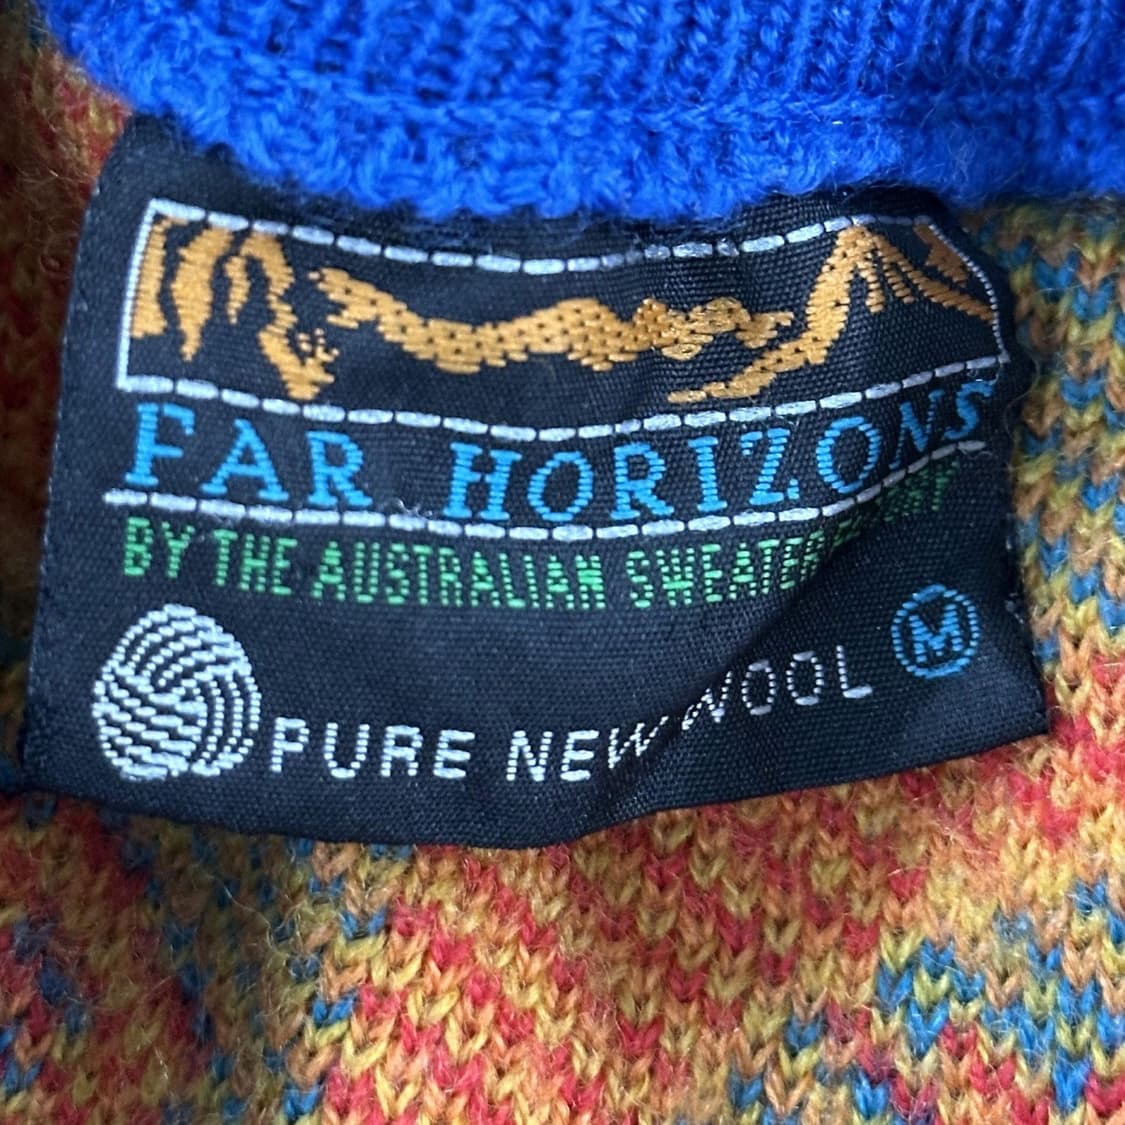 FAR HORIZONS
BY THE AUSTRALIAN SWEATER
M
PURE NEW WOOL